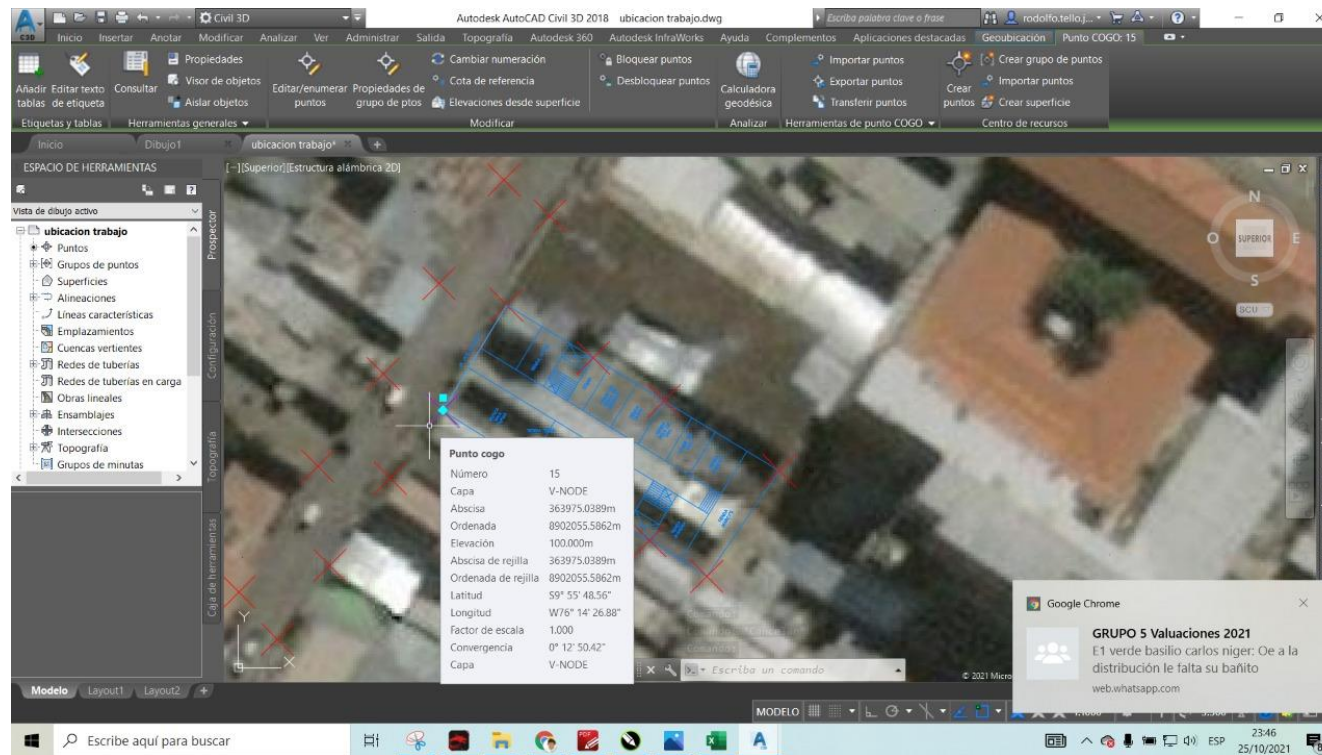 Civil 3D
Autodesk AutoCAD Civil 3D 2018 ubicacion trabajo.dwg
Escriba palabra clave o frase
rodolfo.tello.j...
C3D
Inicio Insertar Anotar Modificar Analizar Ver Administrar Salida Topografía Autodesk 360 Autodesk InfraWorks Ayuda Complementos Aplicaciones destacadas Geoubicación Punto COGO: 15
Añadir tablas
Editar texto de etiqueta
Consultar
Propiedades
Visor de objetos
Aislar objetos
Editar/enumerar puntos
Propiedades de grupo de ptos
Cambiar numeración
Cota de referencia
Elevaciones desde superficie
Bloquear puntos
Desbloquear puntos
Calculadora geodésica
Importar puntos
Exportar puntos
Transferir puntos
Crear puntos
Crear grupo de puntos
Importar puntos
Crear superficie
Etiquetas y tablas
Herramientas generales
Modificar
Analizar
Herramientas de punto COGO
Centro de recursos
Inicio
Dibujo1
ubicacion trabajo*
ESPACIO DE HERRAMIENTAS
[−][Superior][Estructura alámbrica 2D]
Vista de dibujo activo
ubicacion trabajo
Puntos
Grupos de puntos
Superficies
Alineaciones
Líneas características
Emplazamientos
Cuencas vertientes
Redes de tuberías
Redes de tuberías en carga
Obras lineales
Ensamblajes
Intersecciones
Topografía
Grupos de minutas
Prospector
Configuración
Topografía
Caja de herramientas
N
O
SUPERIOR
E
S
SCU
Punto cogo
Número 15
Capa V-NODE
Abscisa 363975.0389m
Ordenada 8902055.5862m
Elevación 100.000m
Abscisa de rejilla 363975.0389m
Ordenada de rejilla 8902055.5862m
Latitud S9° 55' 48.56"
Longitud W76° 14' 26.88"
Factor de escala 1.000
Convergencia 0° 12' 50.42"
Capa V-NODE
Y
X
Escriba un comando
© 2021 Micro
Google Chrome
GRUPO 5 Valuaciones 2021
E1 verde basilio carlos niger: Oe a la
distribución le falta su bañito
web.whatsapp.com
Modelo Layout1 Layout2
MODELO
Escribe aquí para buscar
ESP
23:46
25/10/2021